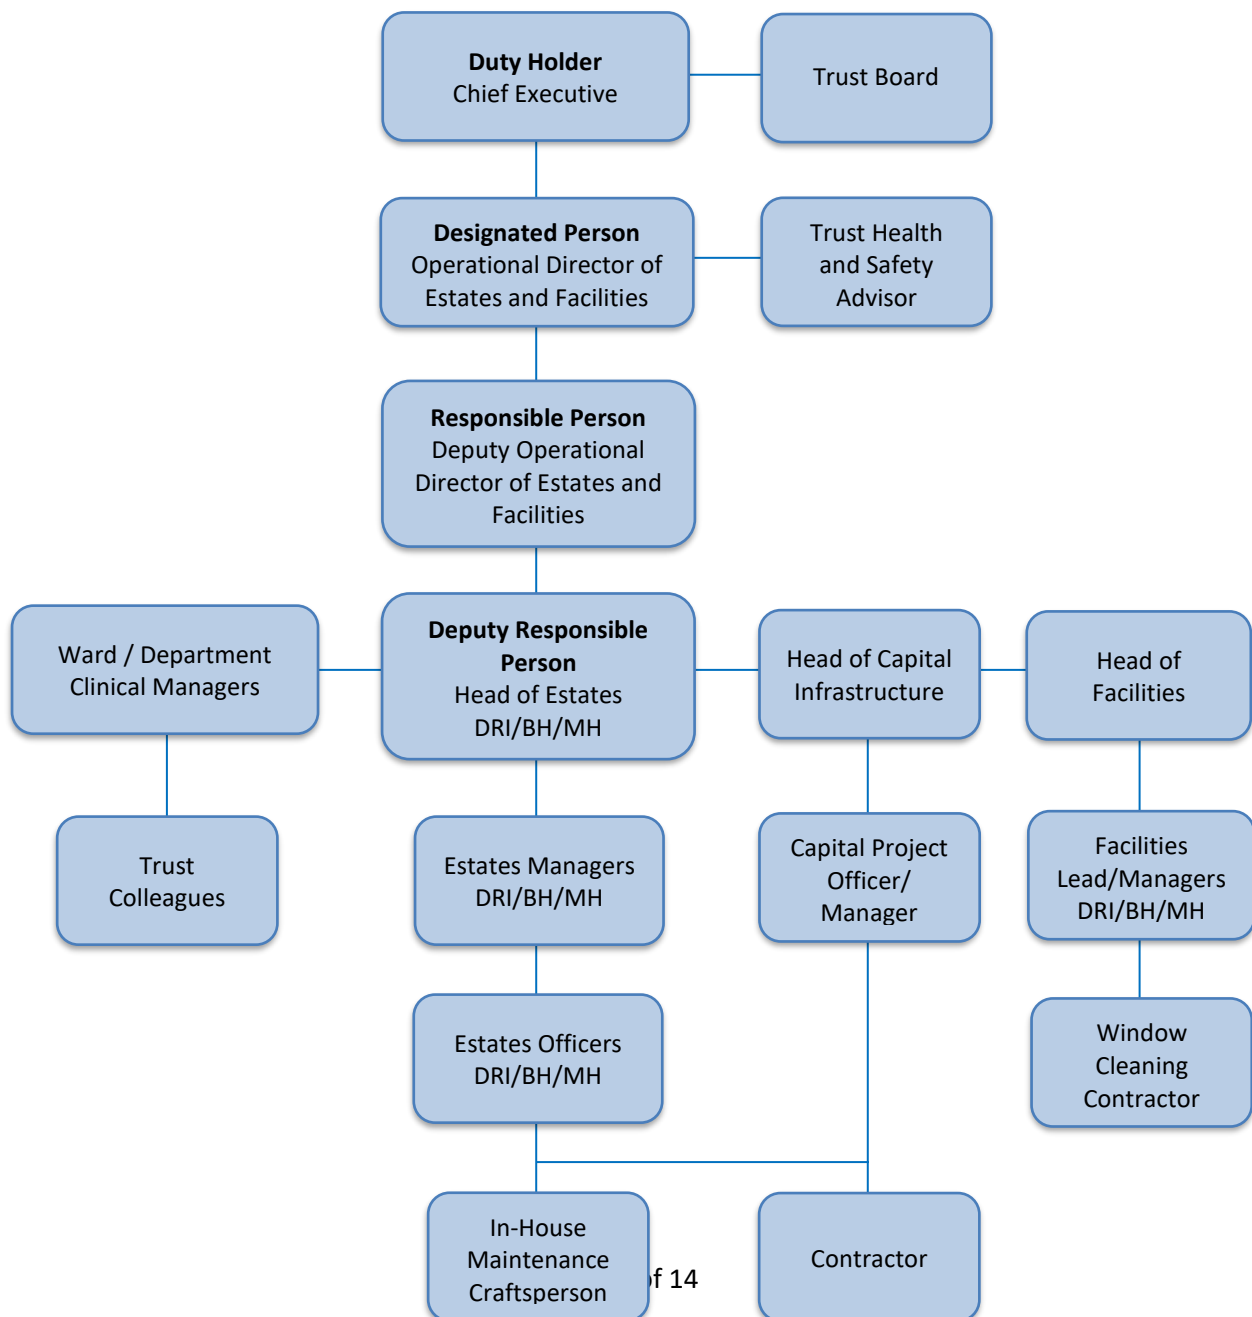 Duty Holder
Chief Executive
Trust Board
Designated Person
Operational Director of
Estates and Facilities
Trust Health
and Safety
Advisor
Responsible Person
Deputy Operational
Director of Estates and
Facilities
Ward / Department
Clinical Managers
Deputy Responsible
Person
Head of Estates
DRI/BH/MH
Head of Capital
Infrastructure
Head of
Facilities
Trust
Colleagues
Estates Managers
DRI/BH/MH
Capital Project
Officer/
Manager
Facilities
Lead/Managers
DRI/BH/MH
Estates Officers
DRI/BH/MH
Window
Cleaning
Contractor
In-House
Maintenance
Craftsperson
Contractor
of 14